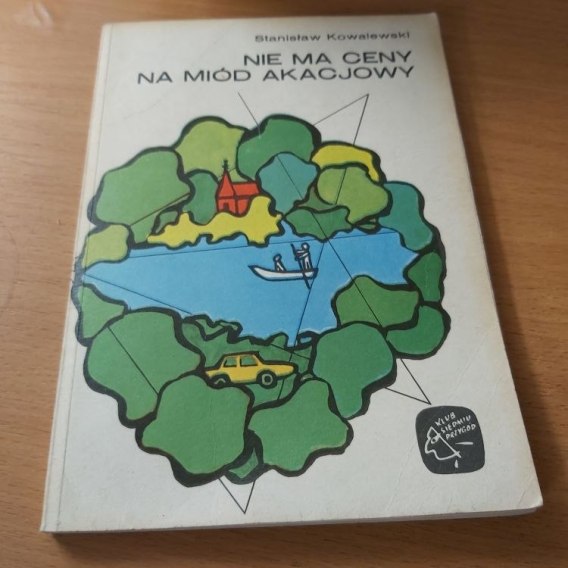 Stanisław Kowalewski
NIE MA CENY
NA MIÓD AKACJOWY
KLUB
SIEDMIU
PRZYGÓD